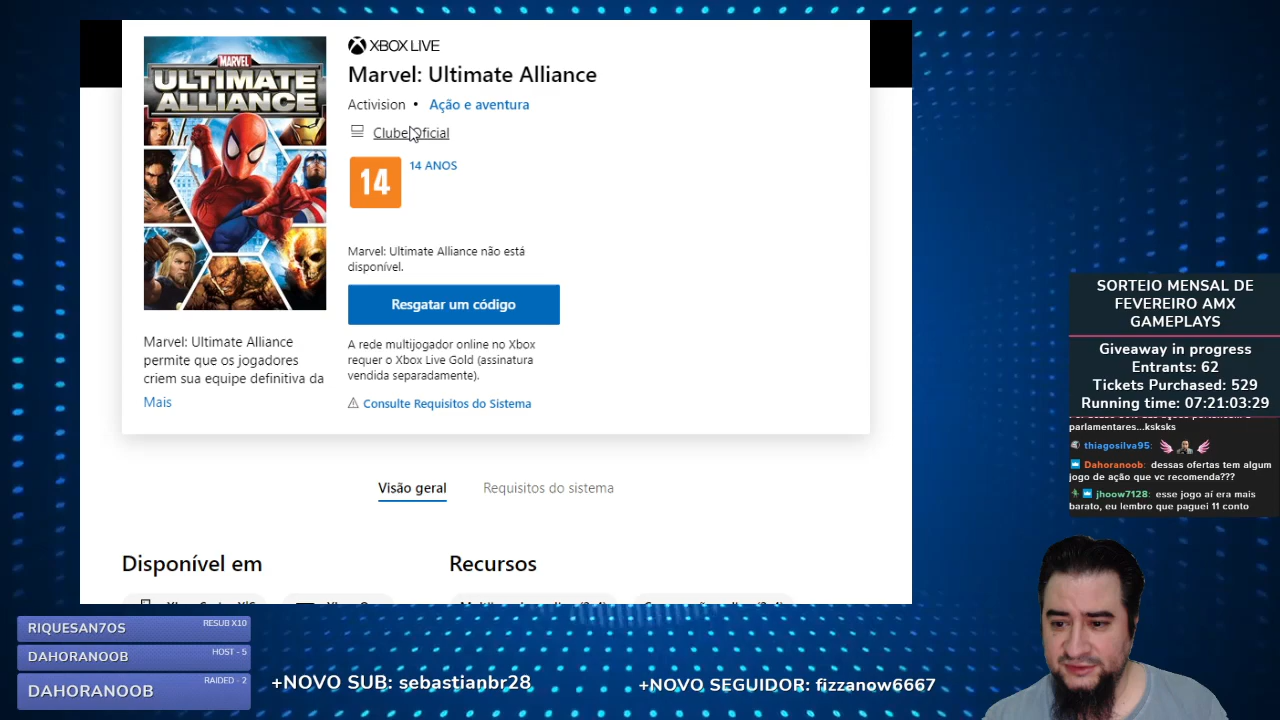 XBOX LIVE
Marvel: Ultimate Alliance
Activision • Ação e aventura
Clube Oficial
14
14 ANOS
MARVEL
ULTIMATE
ALLIANCE
Marvel: Ultimate Alliance não está
disponível.
Resgatar um código
A rede multijogador online no Xbox
requer o Xbox Live Gold (assinatura
vendida separadamente).
Consulte Requisitos do Sistema
Marvel: Ultimate Alliance
permite que os jogadores
criem sua equipe definitiva da
Mais
Visão geral
Requisitos do sistema
Disponível em
Recursos
SORTEIO MENSAL DE
FEVEREIRO AMX
GAMEPLAYS
Giveaway in progress
Entrants: 62
Tickets Purchased: 529
Running time: 07:21:03:29
parlamentares...ksksks
thiagosilva95:
Dahoranoob: dessas ofertas tem algum
jogo de ação que vc recomenda???
jhoow7128: esse jogo aí era mais
barato, eu lembro que paguei 11 conto
RIQUESAN7OS RESUB X10
DAHORANOOB HOST - 5
DAHORANOOB RAIDED - 2
+NOVO SUB: sebastianbr28
+NOVO SEGUIDOR: fizzanow6667